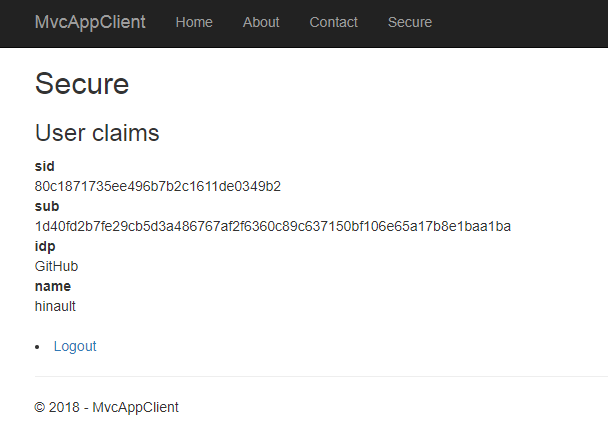 MvcAppClient Home About Contact Secure
Secure
User claims
sid
80c1871735ee496b7b2c1611de0349b2
sub
1d40fd2b7fe29cb5d3a486767af2f6360c89c637150bf106e65a17b8e1baa1ba
idp
GitHub
name
hinault
• Logout
© 2018 - MvcAppClient